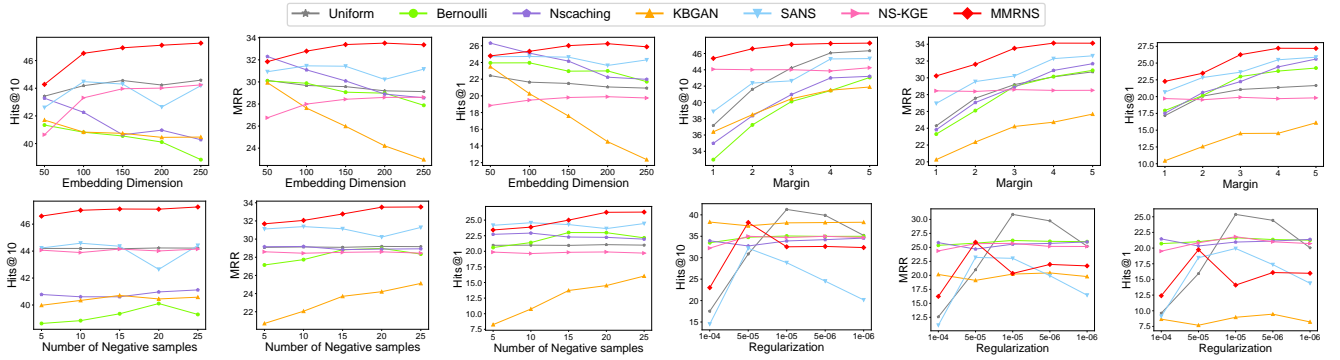 Uniform Bernoulli Nscaching KBGAN SANS NS-KGE MMRNS
Hits@10 40 42 44 46 50 100 150 200 250 Embedding Dimension
MRR 24 26 28 30 32 34 50 100 150 200 250 Embedding Dimension
Hits@1 12 14 16 18 20 22 24 26 50 100 150 200 250 Embedding Dimension
Hits@10 34 36 38 40 42 44 46 1 2 3 4 5 Margin
MRR 20 22 24 26 28 30 32 34 1 2 3 4 5 Margin
Hits@1 10.0 12.5 15.0 17.5 20.0 22.5 25.0 27.5 1 2 3 4 5 Margin
Hits@10 40 42 44 46 5 10 15 20 25 Number of Negative samples
MRR 22 24 26 28 30 32 34 5 10 15 20 25 Number of Negative samples
Hits@1 7.5 10.0 12.5 15.0 17.5 20.0 22.5 25.0 5 10 15 20 25 Number of Negative samples
Hits@10 15 20 25 30 35 40 1e-04 5e-05 1e-05 5e-06 1e-06 Regularization
MRR 12.5 15.0 17.5 20.0 22.5 25.0 27.5 30.0 1e-04 5e-05 1e-05 5e-06 1e-06 Regularization
Hits@1 7.5 10.0 12.5 15.0 17.5 20.0 22.5 25.0 1e-04 5e-05 1e-05 5e-06 1e-06 Regularization